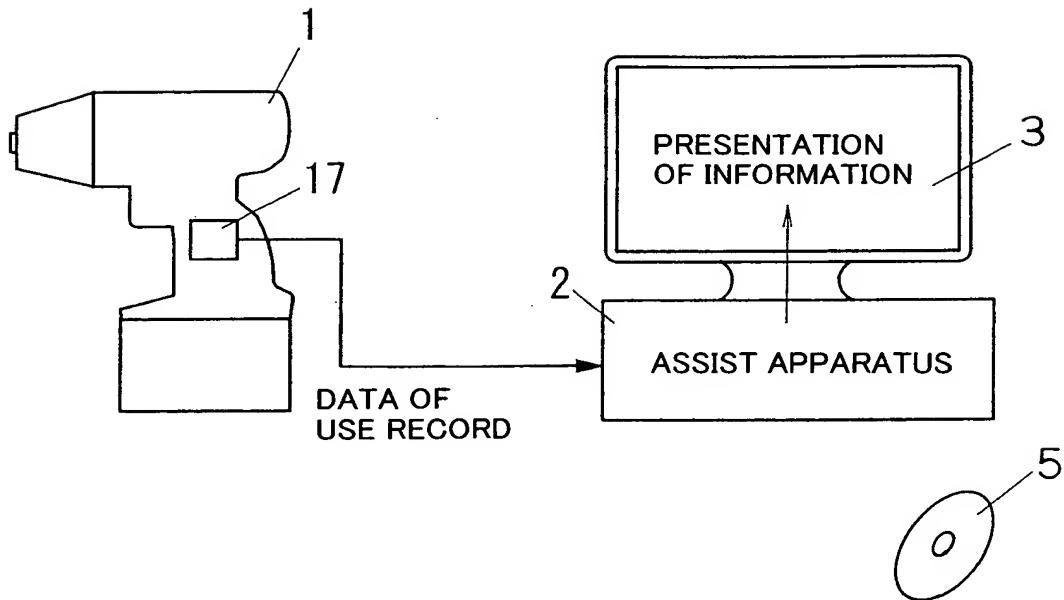 1
17
PRESENTATION
OF INFORMATION
3
2
ASSIST APPARATUS
DATA OF
USE RECORD
5